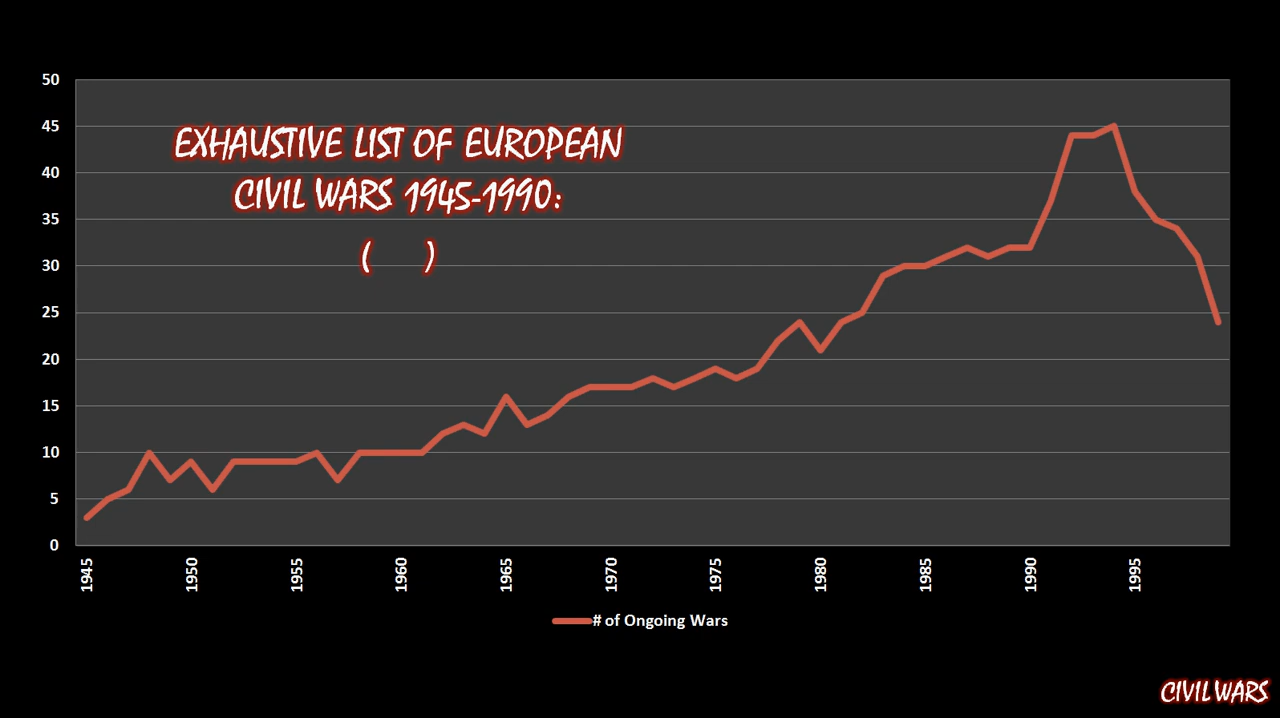 50
45
40
35
30
25
20
15
10
5
0
EXHAUSTIVE LIST OF EUROPEAN
CIVIL WARS 1945-1990:
( )
1945 1950 1955 1960 1965 1970 1975 1980 1985 1990 1995
# of Ongoing Wars
CIVIL WARS